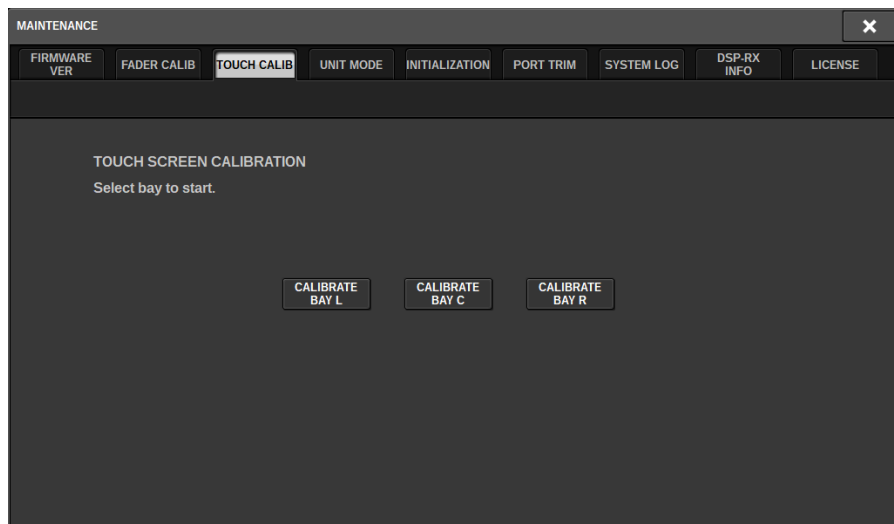 MAINTENANCE
FIRMWARE
VER
FADER CALIB
TOUCH CALIB
UNIT MODE
INITIALIZATION
PORT TRIM
SYSTEM LOG
DSP-RX
INFO
LICENSE
TOUCH SCREEN CALIBRATION
Select bay to start.
CALIBRATE
BAY L
CALIBRATE
BAY C
CALIBRATE
BAY R